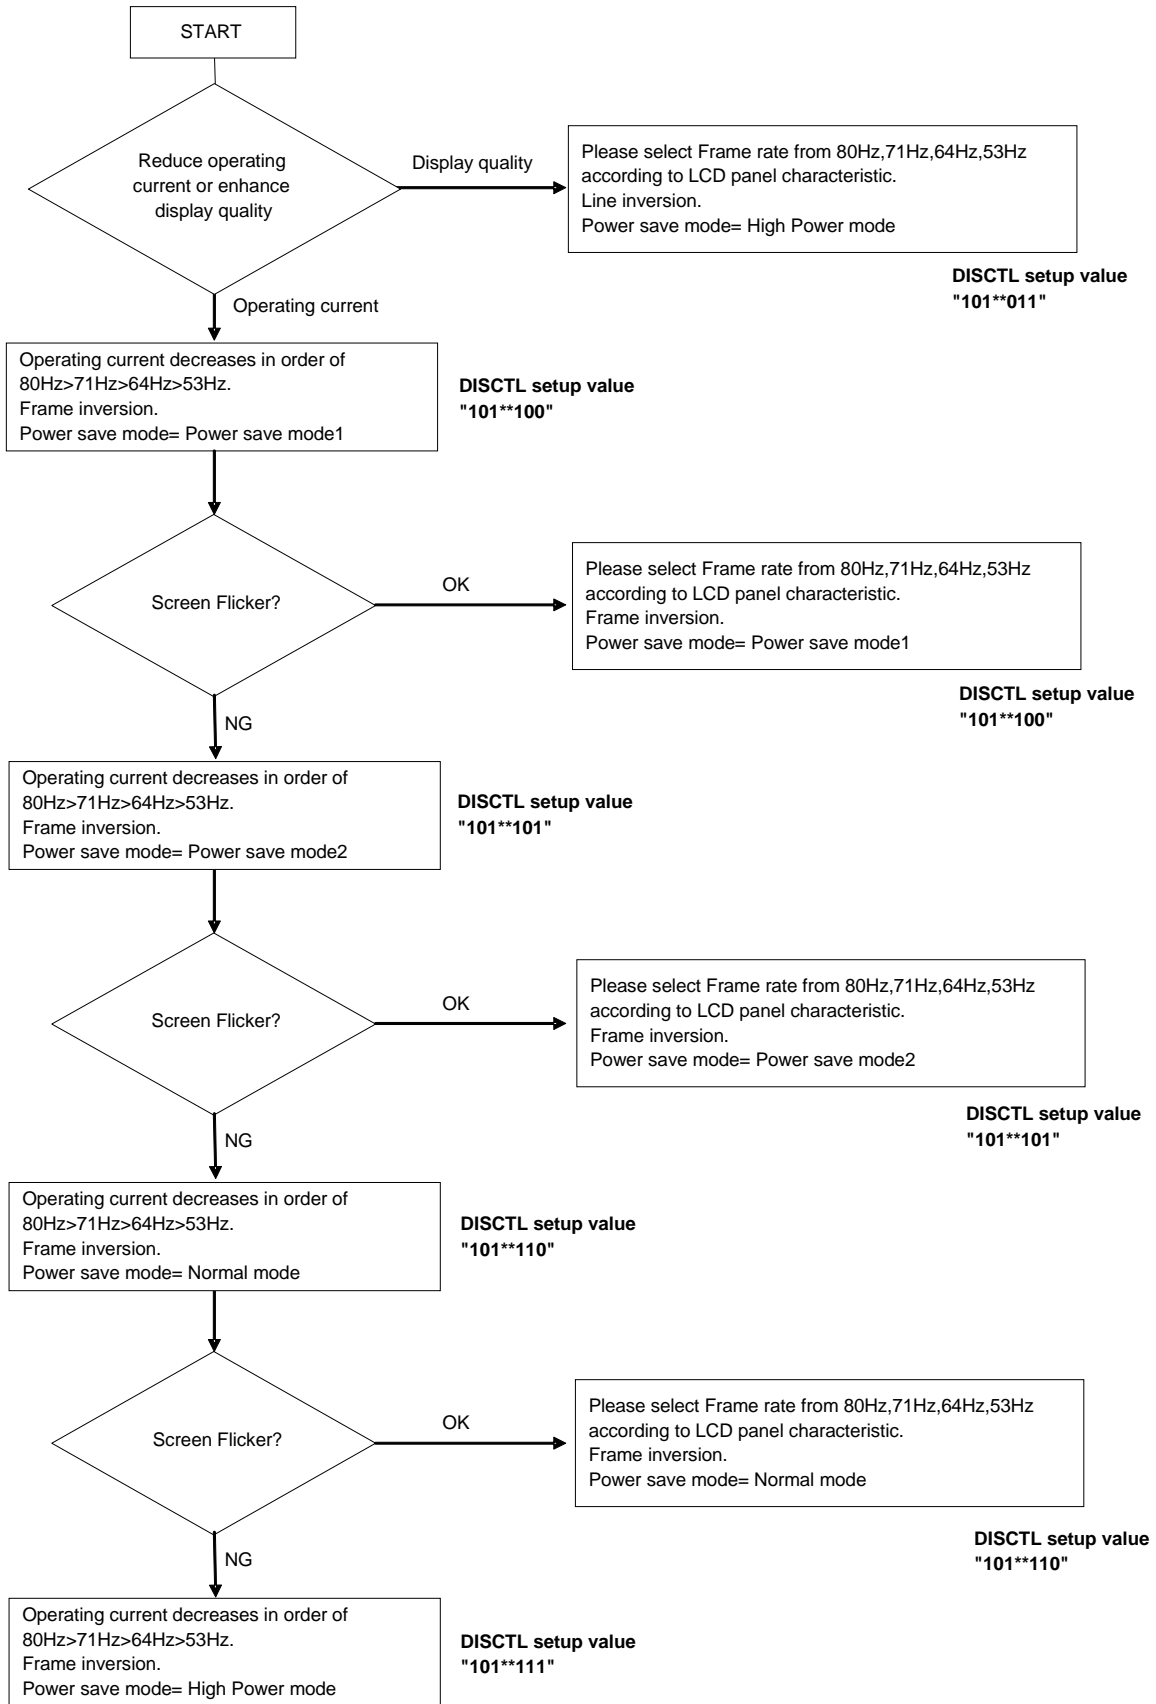 START
Reduce operating
current or enhance
display quality
Display quality
Please select Frame rate from 80Hz,71Hz,64Hz,53Hz
according to LCD panel characteristic.
Line inversion.
Power save mode= High Power mode
DISCTL setup value
"101**011"
Operating current
Operating current decreases in order of
80Hz>71Hz>64Hz>53Hz.
Frame inversion.
Power save mode= Power save mode1
DISCTL setup value
"101**100"
Screen Flicker?
OK
Please select Frame rate from 80Hz,71Hz,64Hz,53Hz
according to LCD panel characteristic.
Frame inversion.
Power save mode= Power save mode1
DISCTL setup value
"101**100"
NG
Operating current decreases in order of
80Hz>71Hz>64Hz>53Hz.
Frame inversion.
Power save mode= Power save mode2
DISCTL setup value
"101**101"
Screen Flicker?
OK
Please select Frame rate from 80Hz,71Hz,64Hz,53Hz
according to LCD panel characteristic.
Frame inversion.
Power save mode= Power save mode2
DISCTL setup value
"101**101"
NG
Operating current decreases in order of
80Hz>71Hz>64Hz>53Hz.
Frame inversion.
Power save mode= Normal mode
DISCTL setup value
"101**110"
Screen Flicker?
OK
Please select Frame rate from 80Hz,71Hz,64Hz,53Hz
according to LCD panel characteristic.
Frame inversion.
Power save mode= Normal mode
DISCTL setup value
"101**110"
NG
Operating current decreases in order of
80Hz>71Hz>64Hz>53Hz.
Frame inversion.
Power save mode= High Power mode
DISCTL setup value
"101**111"